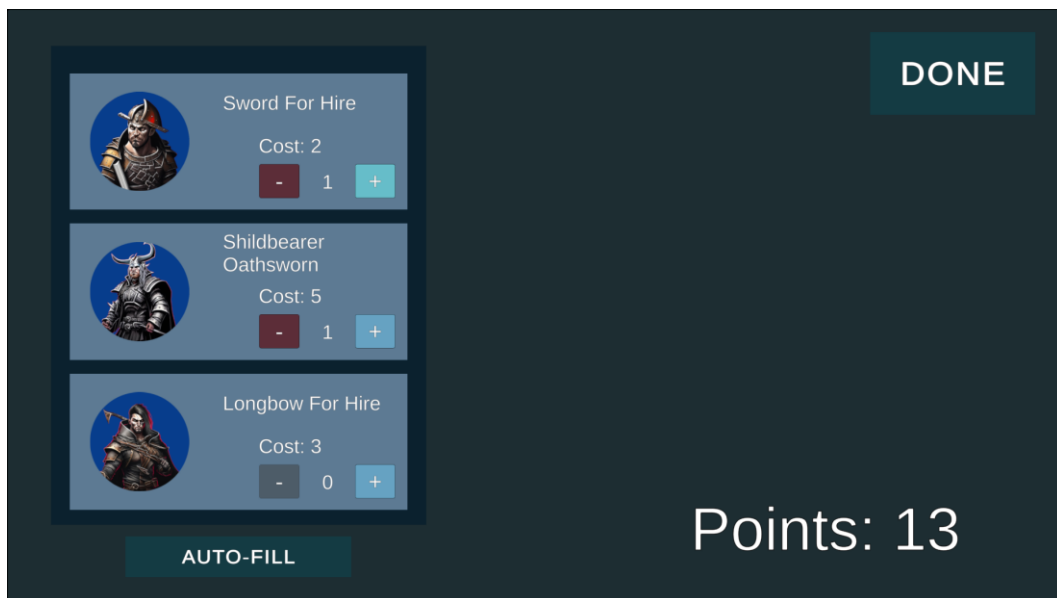 DONE
Sword For Hire
Cost: 2
- 1 +
Shildbearer
Oathsworn
Cost: 5
- 1 +
Longbow For Hire
Cost: 3
- 0 +
Points: 13
AUTO-FILL